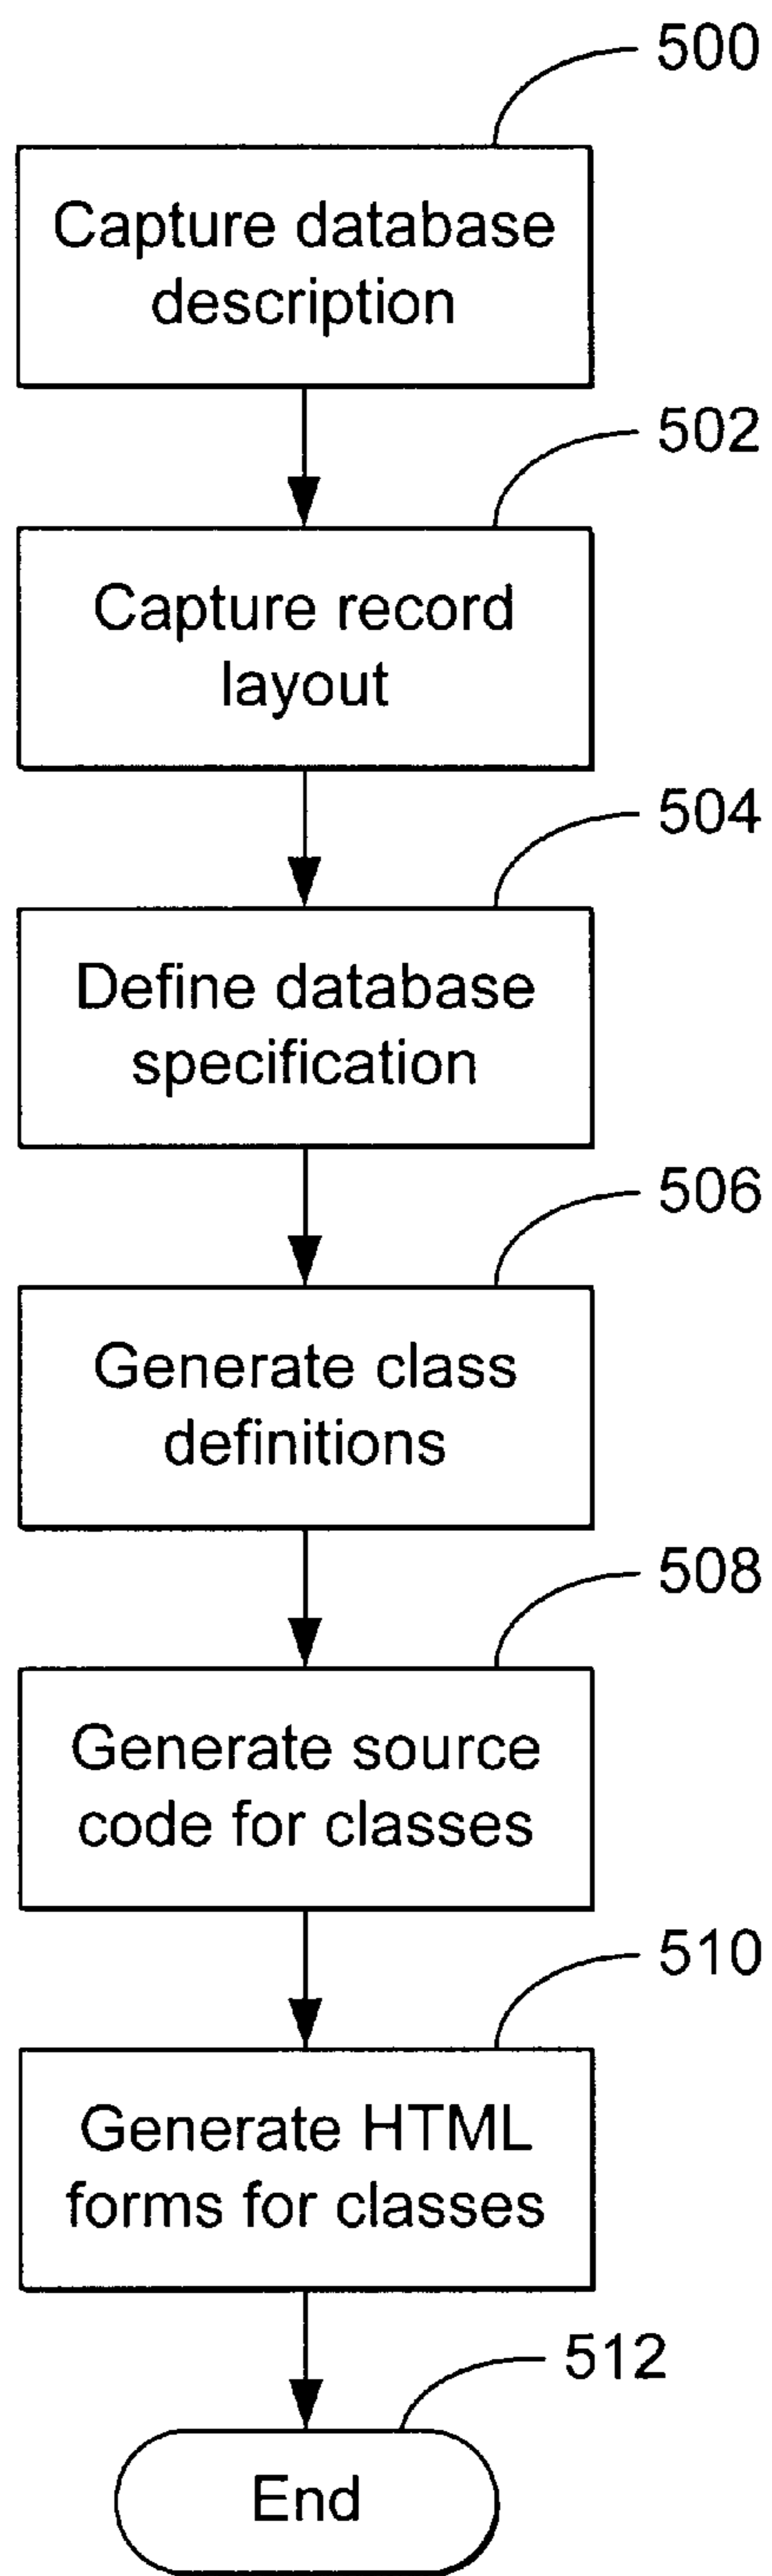 500
Capture database
description
502
Capture record
layout
504
Define database
specification
506
Generate class
definitions
508
Generate source
code for classes
510
Generate HTML
forms for classes
512
End